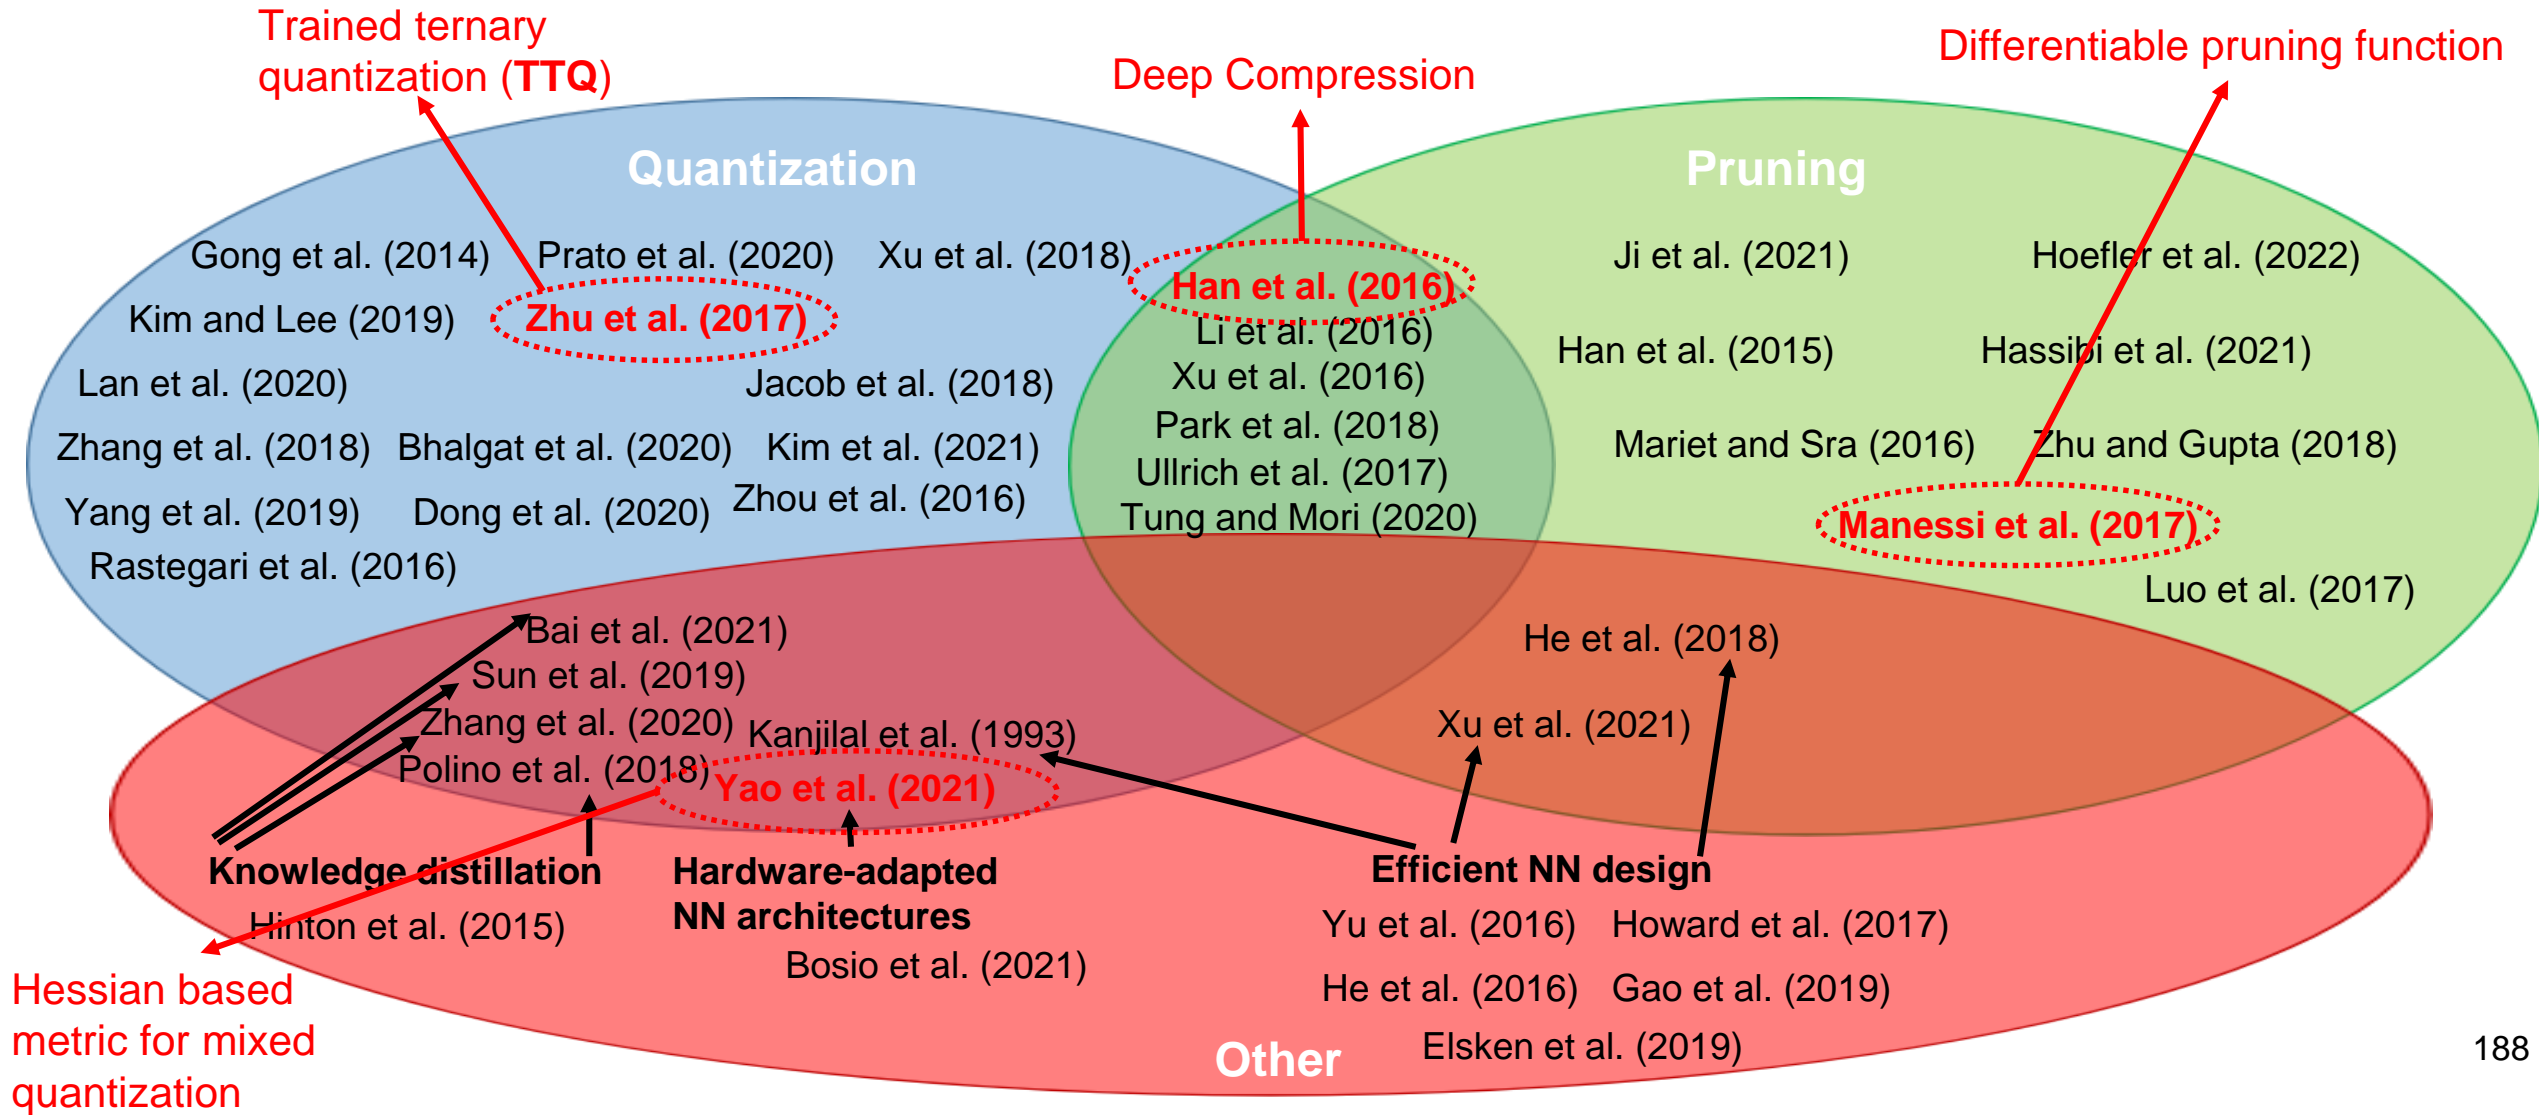 Trained ternary
quantization (TTQ)
Deep Compression
Differentiable pruning function
Quantization
Pruning
Gong et al. (2014)
Prato et al. (2020)
Xu et al. (2018)
Kim and Lee (2019)
Zhu et al. (2017)
Lan et al. (2020)
Jacob et al. (2018)
Zhang et al. (2018)
Bhalgat et al. (2020)
Kim et al. (2021)
Yang et al. (2019)
Dong et al. (2020)
Zhou et al. (2016)
Rastegari et al. (2016)
Han et al. (2016)
Li et al. (2016)
Xu et al. (2016)
Park et al. (2018)
Ullrich et al. (2017)
Tung and Mori (2020)
Ji et al. (2021)
Hoefler et al. (2022)
Han et al. (2015)
Hassibi et al. (2021)
Mariet and Sra (2016)
Zhu and Gupta (2018)
Manessi et al. (2017)
Luo et al. (2017)
Bai et al. (2021)
Sun et al. (2019)
Zhang et al. (2020)
Kanjilal et al. (1993)
Polino et al. (2018)
Yao et al. (2021)
He et al. (2018)
Xu et al. (2021)
Knowledge distillation
Hinton et al. (2015)
Hardware-adapted
NN architectures
Bosio et al. (2021)
Efficient NN design
Yu et al. (2016)
Howard et al. (2017)
He et al. (2016)
Gao et al. (2019)
Elsken et al. (2019)
Other
Hessian based
metric for mixed
quantization
188